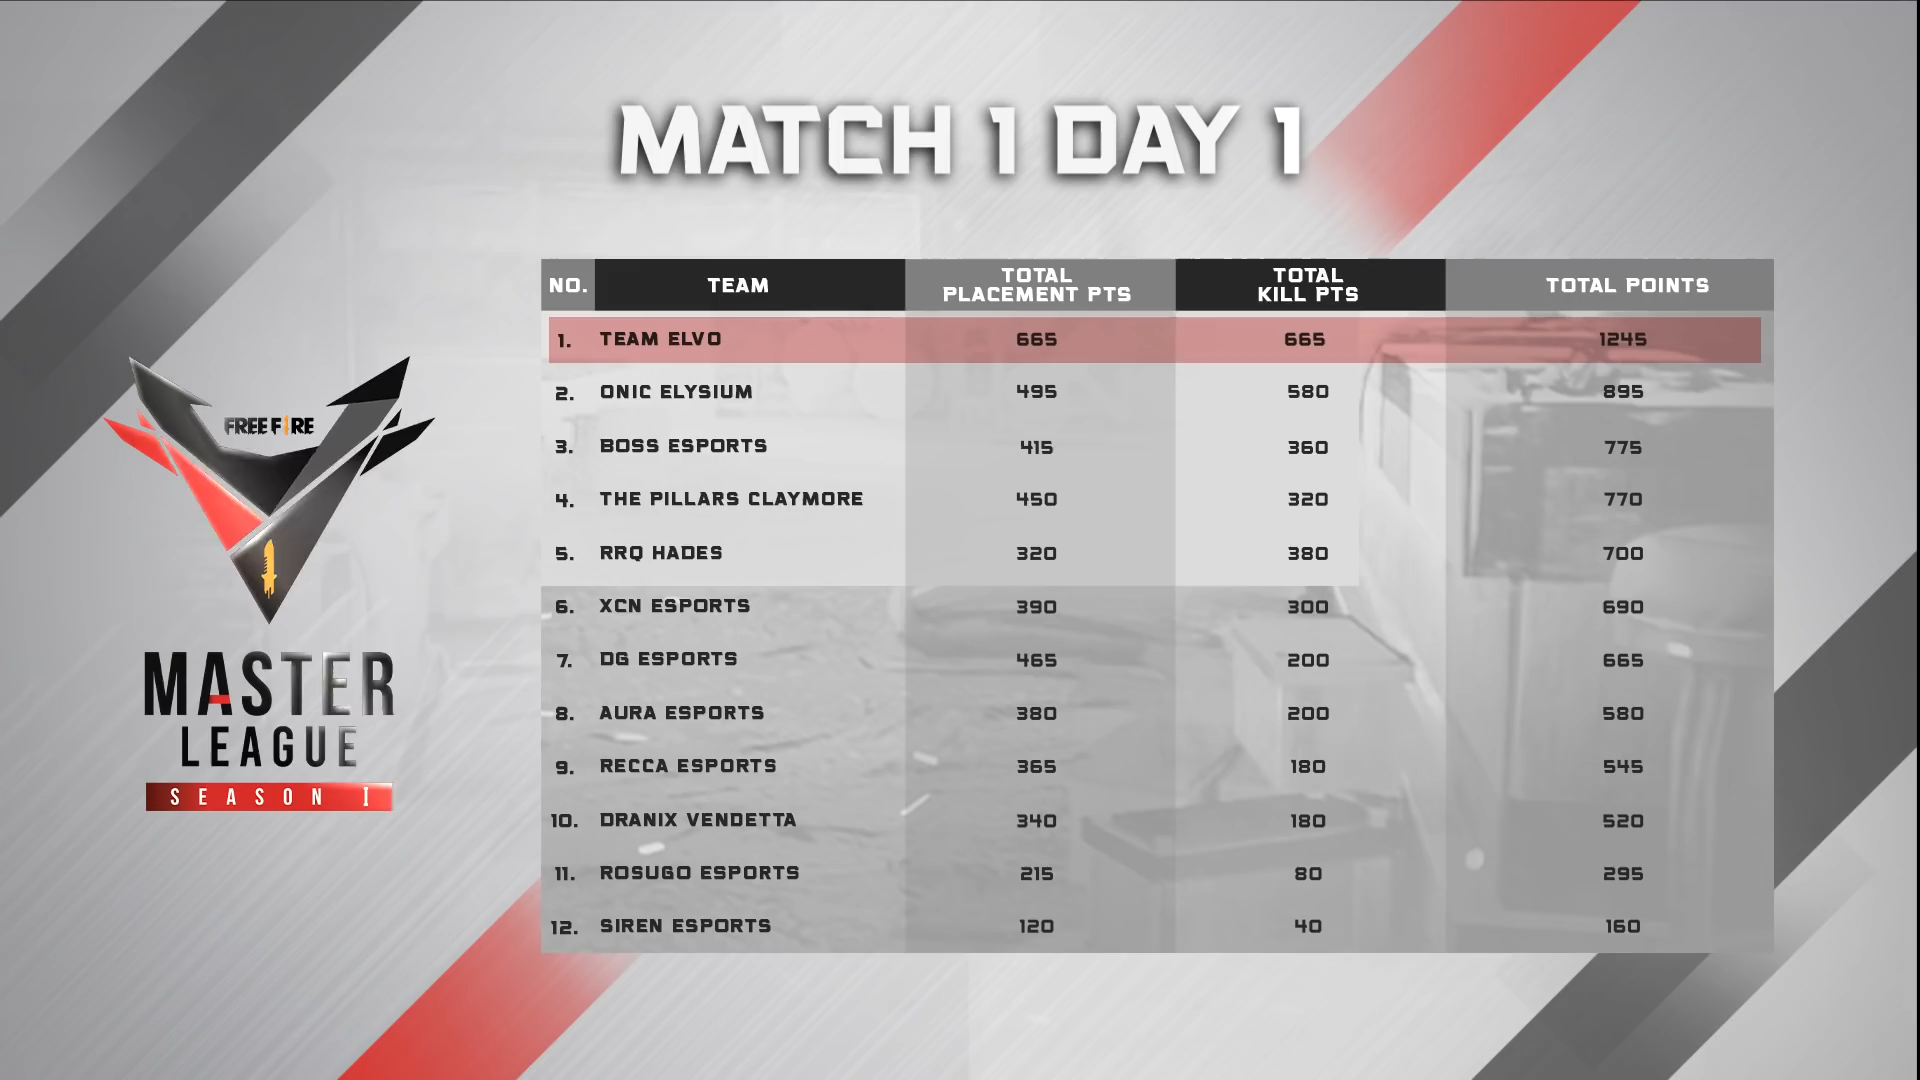 MATCH 1 DAY 1
NO. TEAM TOTAL PLACEMENT PTS TOTAL KILL PTS TOTAL POINTS
1. TEAM ELVO 665 665 1245
2. ONIC ELYSIUM 495 580 895
3. BOSS ESPORTS 415 360 775
4. THE PILLARS CLAYMORE 450 320 770
5. RRQ HADES 320 380 700
6. XCN ESPORTS 390 300 690
7. DG ESPORTS 465 200 665
8. AURA ESPORTS 380 200 580
9. RECCA ESPORTS 365 180 545
10. DRANIX VENDETTA 340 180 520
11. ROSUGO ESPORTS 215 80 295
12. SIREN ESPORTS 120 40 160
FREE FIRE
MASTER
LEAGUE
SEASON I